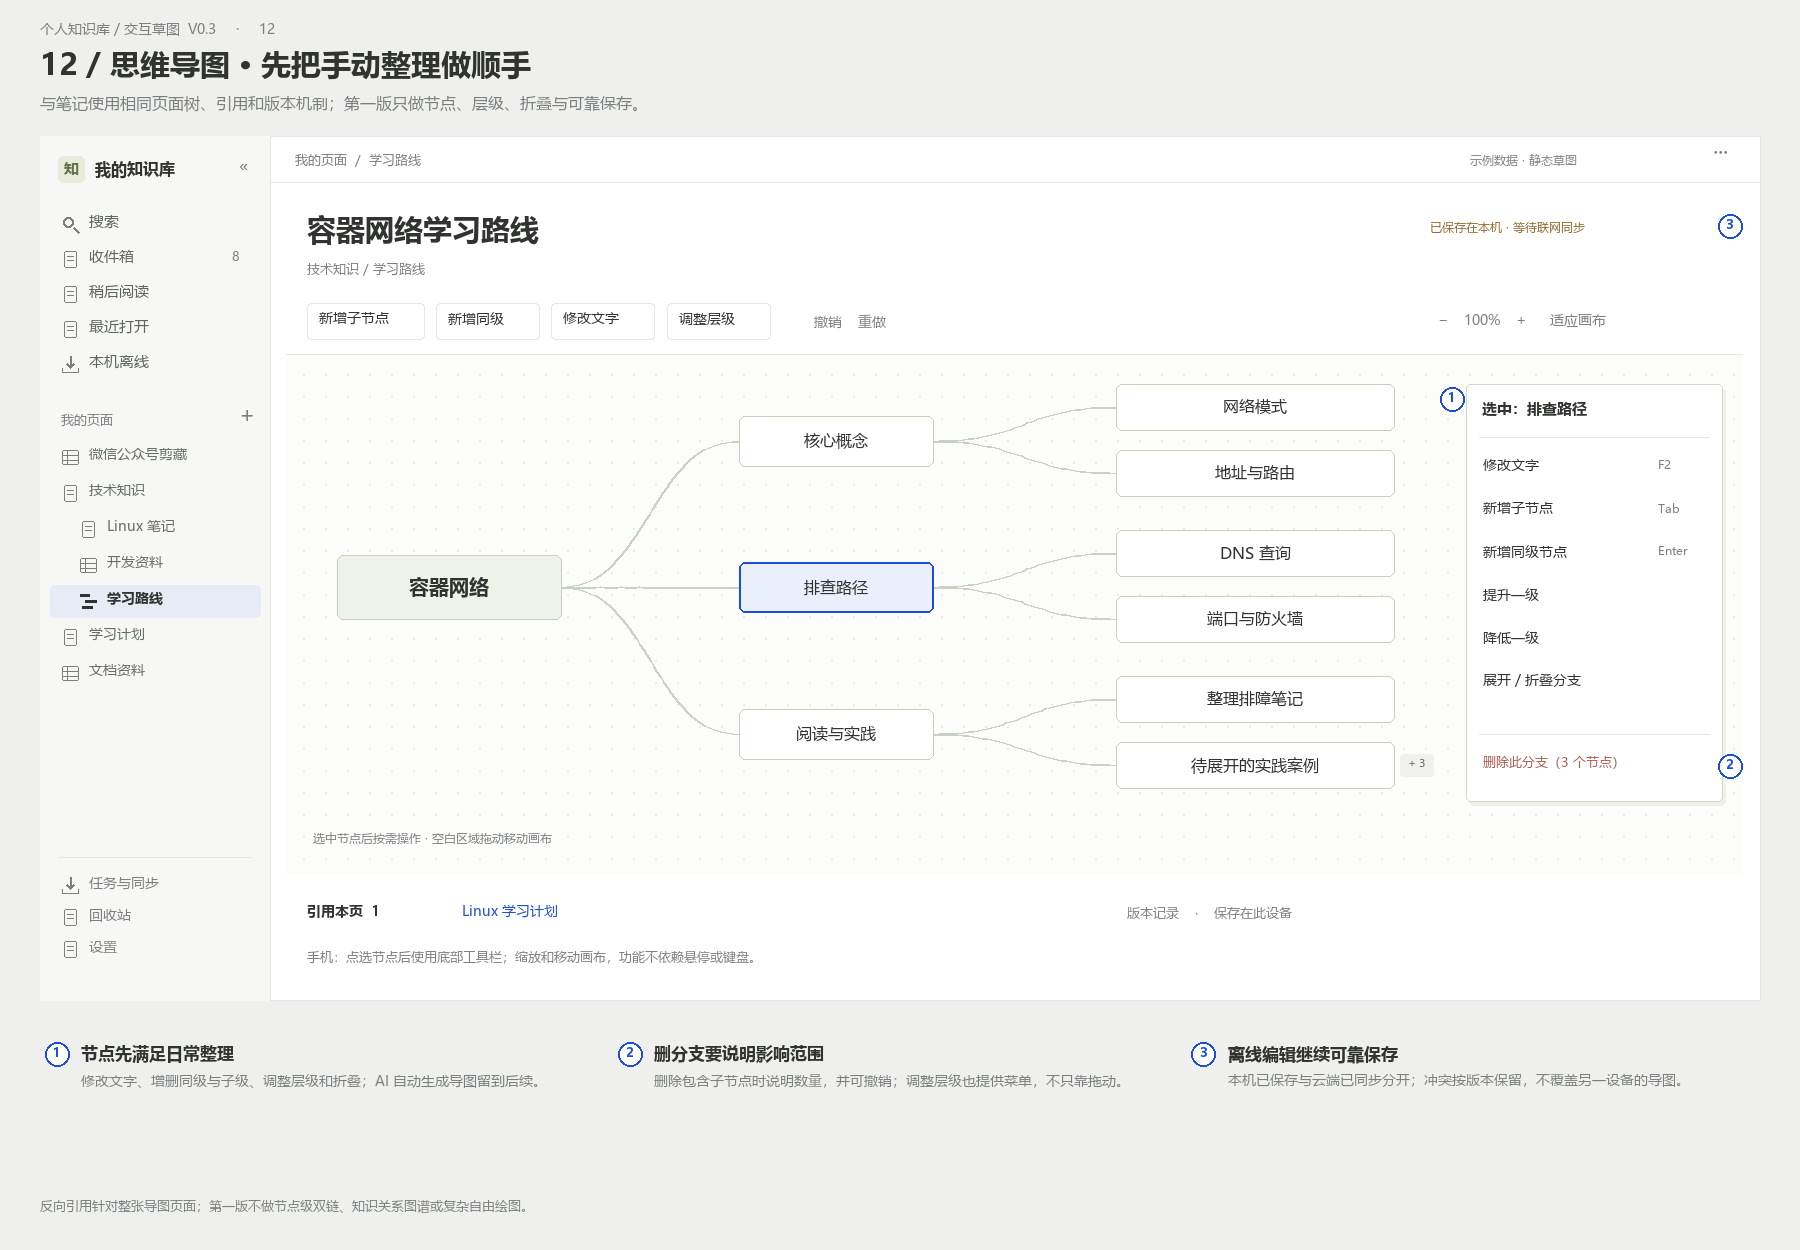 个人知识库 / 交互草图 V0.3 · 12
12 / 思维导图 • 先把手动整理做顺手
与笔记使用相同页面树、引用和版本机制；第一版只做节点、层级、折叠与可靠保存。
知 我的知识库 «
搜索
收件箱 8
稍后阅读
最近打开
本机离线
我的页面 +
微信公众号剪藏
技术知识
Linux 笔记
开发资料
学习路线
学习计划
文档资料
任务与同步
回收站
设置
我的页面 / 学习路线
示例数据 · 静态草图
···
容器网络学习路线
已保存在本机 · 等待联网同步
3
技术知识 / 学习路线
新增子节点 新增同级 修改文字 调整层级 撤销 重做
− 100% + 适应画布
容器网络
核心概念
排查路径
阅读与实践
网络模式
地址与路由
DNS 查询
端口与防火墙
整理排障笔记
待展开的实践案例
+ 3
1
选中：排查路径
修改文字 F2
新增子节点 Tab
新增同级节点 Enter
提升一级
降低一级
展开 / 折叠分支
删除此分支（3 个节点）
2
选中节点后按需操作 · 空白区域拖动移动画布
引用本页 1 Linux 学习计划
版本记录 · 保存在此设备
手机：点选节点后使用底部工具栏；缩放和移动画布，功能不依赖悬停或键盘。
1 节点先满足日常整理
修改文字、增删同级与子级、调整层级和折叠；AI 自动生成导图留到后续。
2 删分支要说明影响范围
删除包含子节点时说明数量，并可撤销；调整层级也提供菜单，不只靠拖动。
3 离线编辑继续可靠保存
本机已保存与云端已同步分开；冲突按版本保留，不覆盖另一设备的导图。
反向引用针对整张导图页面；第一版不做节点级双链、知识关系图谱或复杂自由绘图。